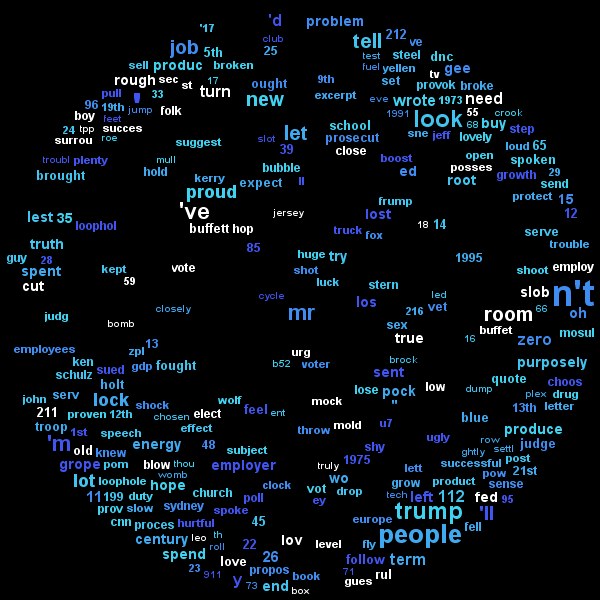 'd problem
'17 club
job tell 212 ve
5th 25 test steel dnc
sell produc broken fuel yellen gee
rough sec st 17 ought 9th set tv
pull ' 33 turn new excerpt eve provok broke
96 19th jump folk wrote 1973 need
boy feet 1991 look 55 crook
24 tpp succes slot let school sne jeff 68 buy step
surrou roe suggest 39 prosecut lovely loud 65
troubl plenty mull close boost open spoken
brought hold kerry bubble ed posses growth 29
proud expect ll root send
've frump protect 15
lest 35 jersey lost 12
loophol buffett hop truck 18 14 serve
truth 85 fox trouble
guy 28 huge try 1995
spent kept vote shot shoot employ
cut 59 luck stern
cycle led slob n't
closely los 216 vet room 66 oh
judg bomb mr sex buffet
true 16 zero mosul
employees zpl 13 urg
ken gdp fought b52 voter brock purposely
schulz sued sent quote choos
holt lose pock low dump plex drug
john serv lock wolf mock " 13th letter
211 shock elect feel ent blue
proven 12th chosen mold u7
troop 1st speech effect throw ugly produce
'm old knew energy 48 subject shy row settl judge
grope porn blow thou employer truly 1975 lett ghtly successful post
lot loophole womb hope clock grow product pow 21st
11 199 duty church vot drop tech left 112 fed sense 95
prov slow sydney poll ey wo
cnn proces hurtful spoke 45 europe trump 'll fell
century leo th lov level people
spend roll 22 26 love fly follow term
23 911 propos 71 rul
y 73 end book gues
box